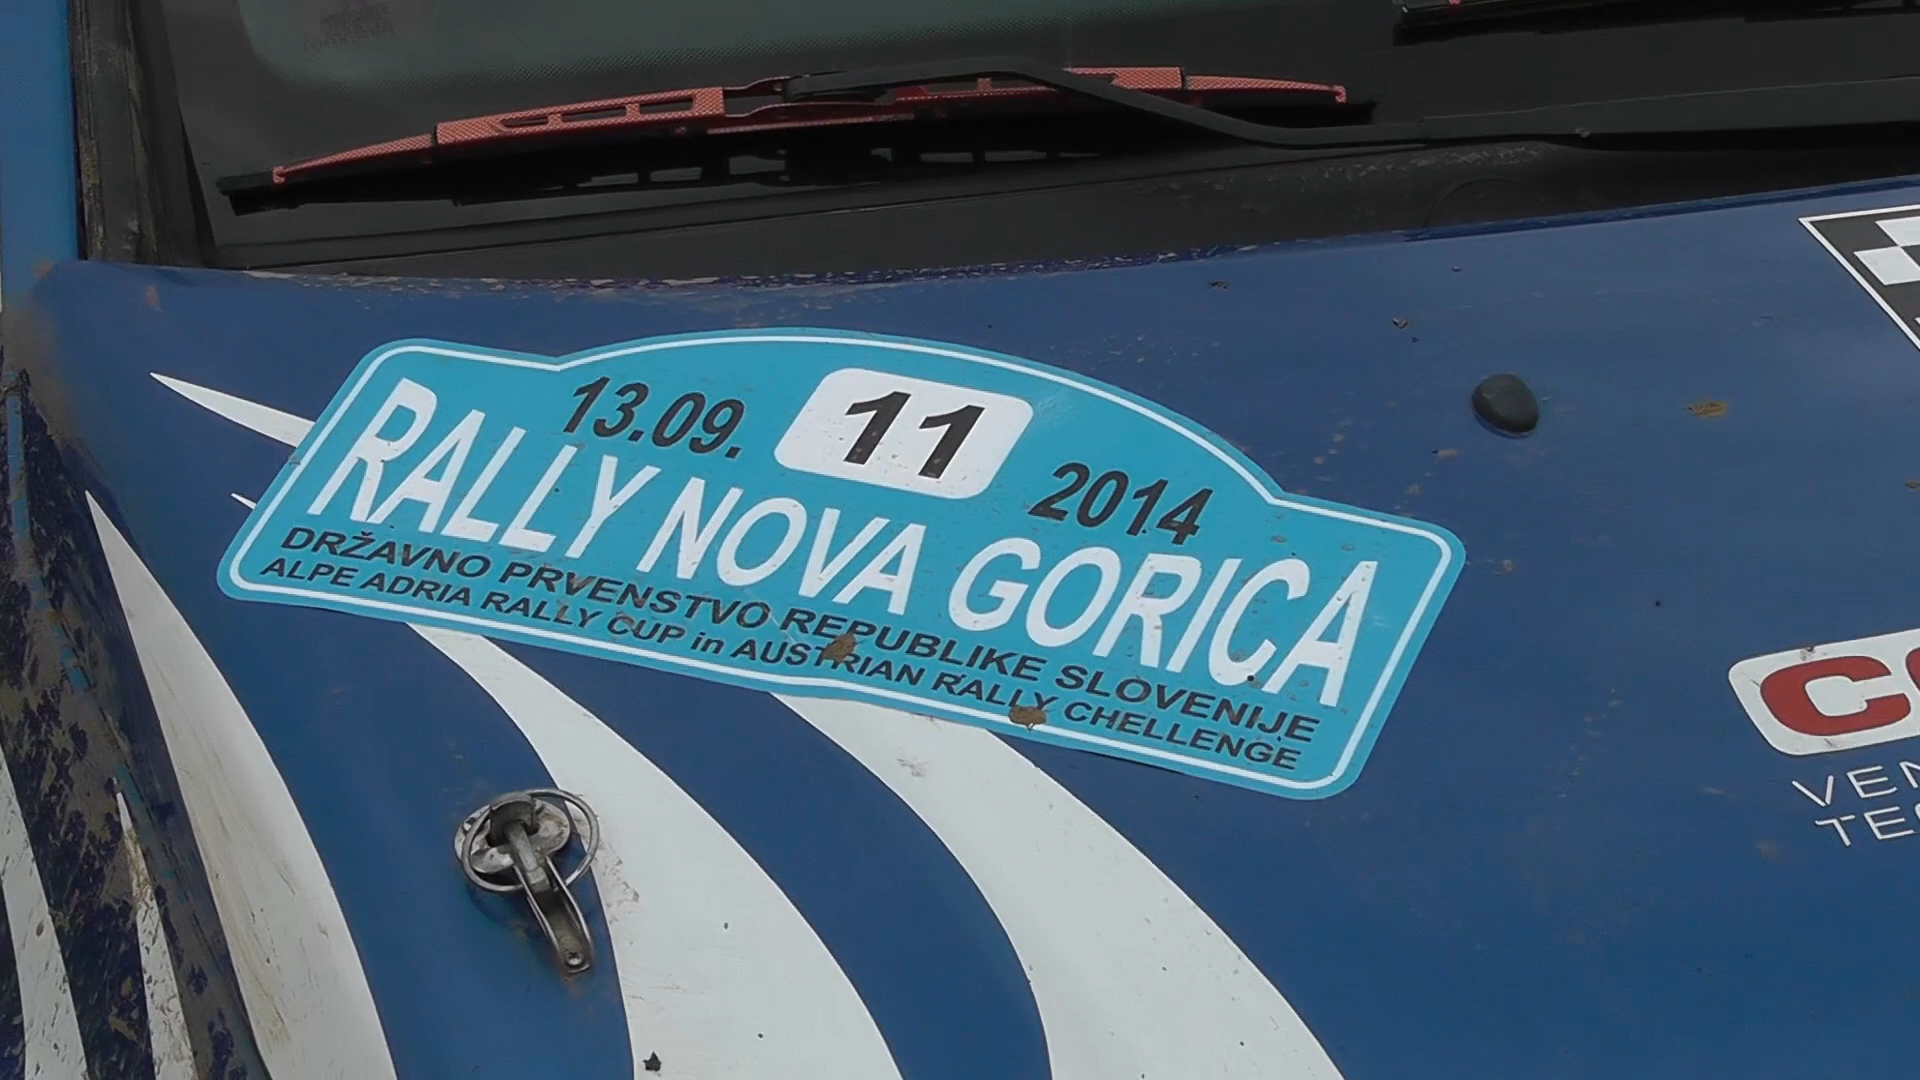 13.09. 11 2014
RALLY NOVA GORICA
DRŽAVNO PRVENSTVO REPUBLIKE SLOVENIJE
ALPE ADRIA RALLY CUP in AUSTRIAN RALLY CHELLENGE